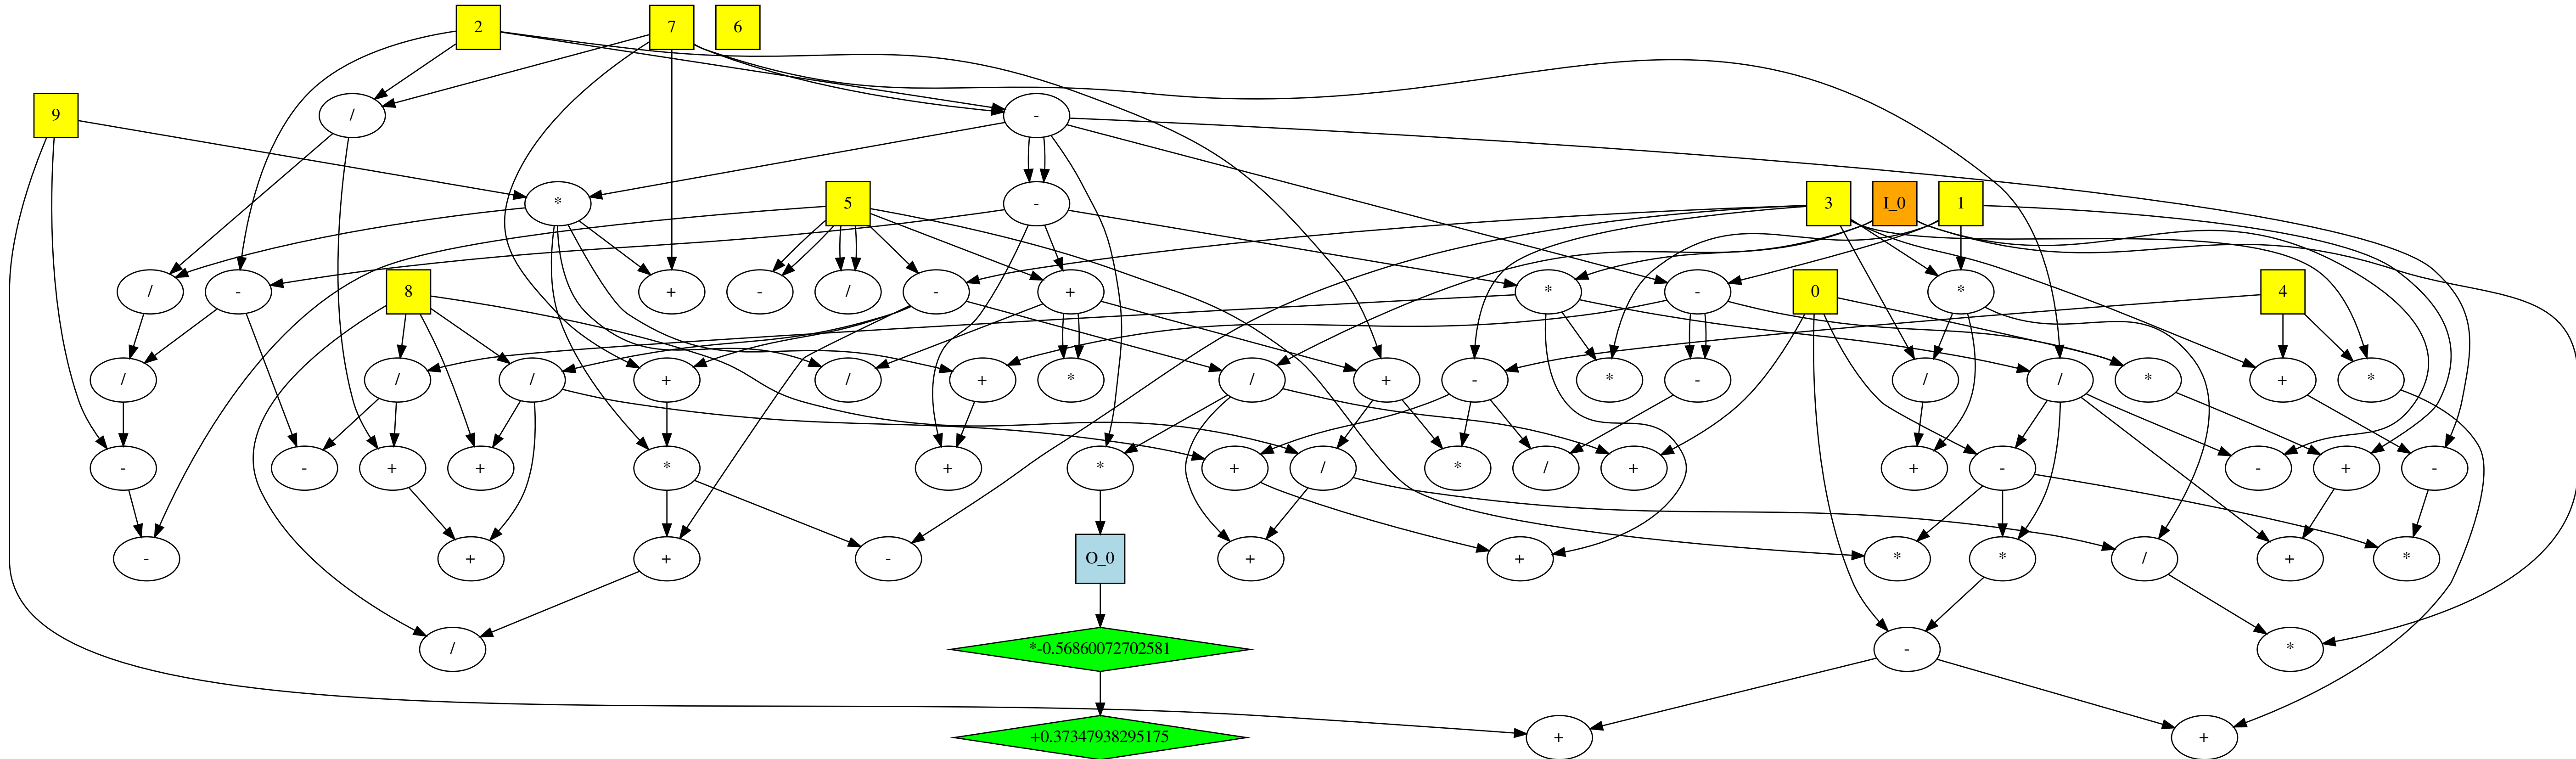 2 7 6
9 / -
* 5 - 3 I_0 1
/ - 8 + - / - + * - 0 * 4
/ / / + / + * / + - * - / / * + *
- - + + * + * + / * / + + - - + -
- + + - O_0 + + * * / + *
/ *-0.56860072702581 - *
+0.37347938295175 + +